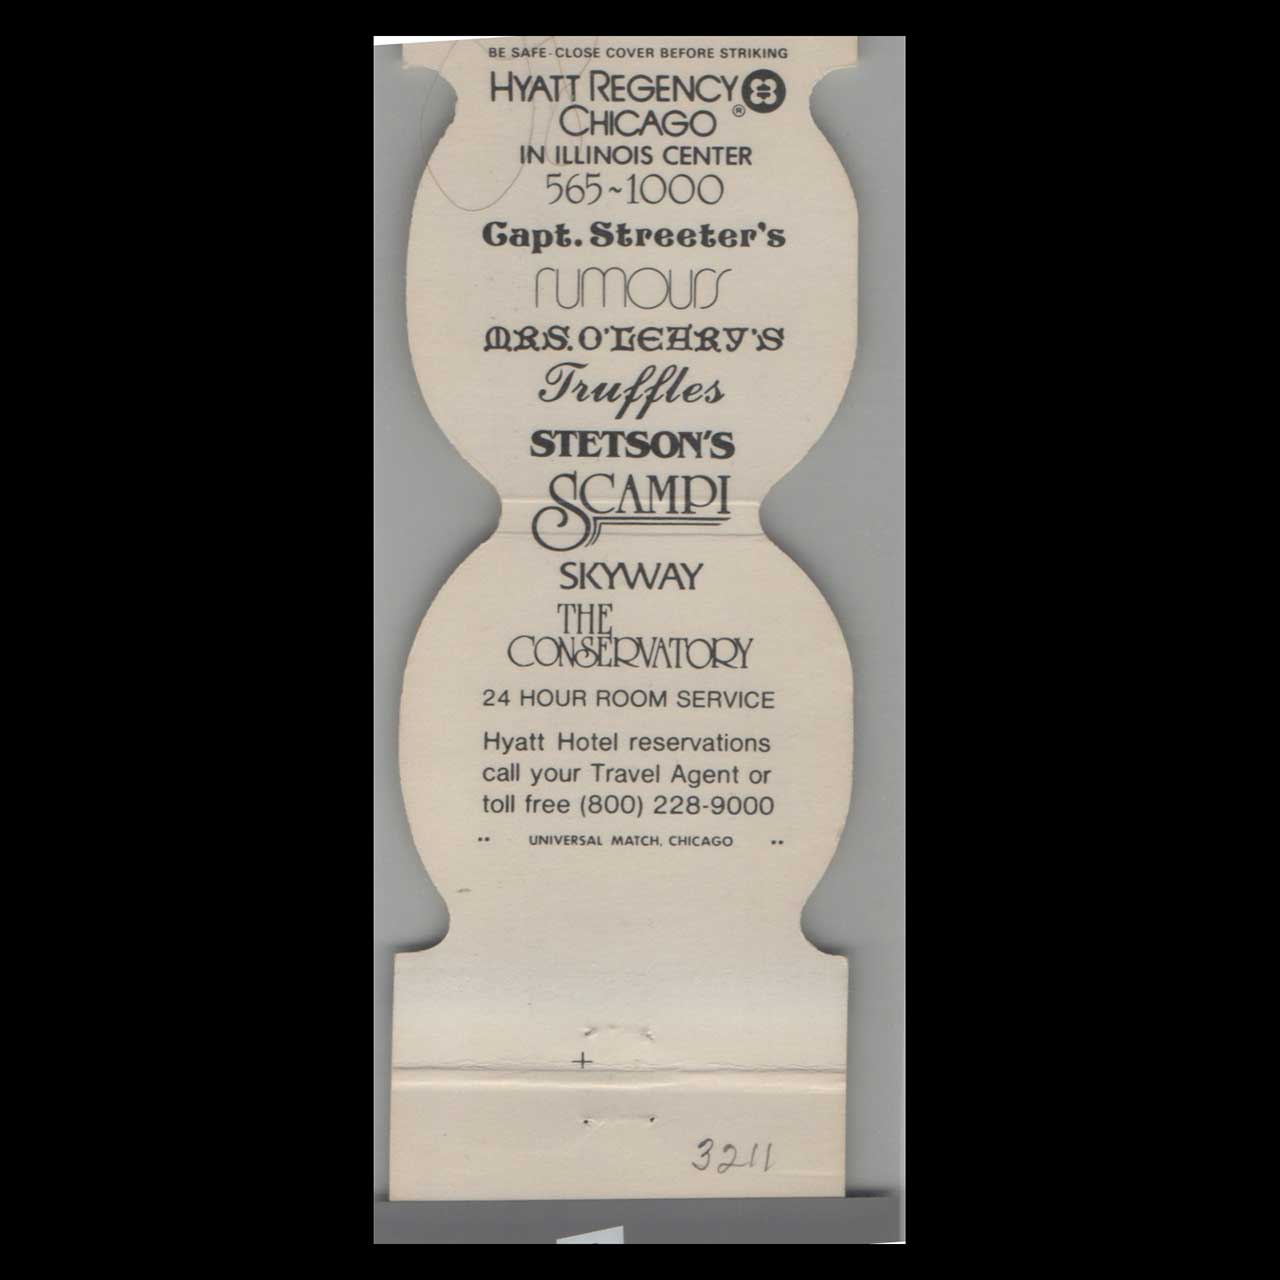 BE SAFE-CLOSE COVER BEFORE STRIKING
HYATT REGENCY
CHICAGO ®
IN ILLINOIS CENTER
565~1000
Capt. Streeter's
rumours
MRS. O'LEARY'S
Truffles
STETSON'S
SCAMPI
SKYWAY
THE
CONSERVATORY
24 HOUR ROOM SERVICE
Hyatt Hotel reservations
call your Travel Agent or
toll free (800) 228-9000
UNIVERSAL MATCH, CHICAGO
3211